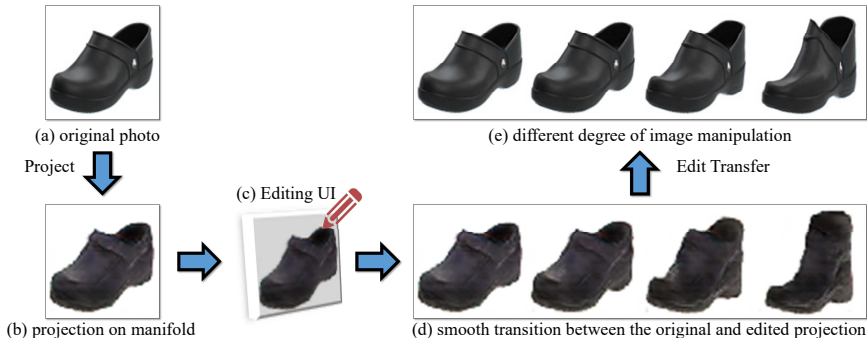 (a) original photo
(e) different degree of image manipulation
Project
Edit Transfer
(c) Editing UI
(b) projection on manifold
(d) smooth transition between the original and edited projection